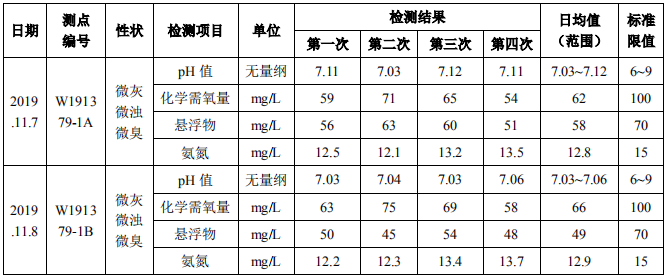 日期 测点编号 性状 检测项目 单位 检测结果 日均值（范围） 标准限值
第一次 第二次 第三次 第四次
2019.11.7 W191379-1A 微灰微浊微臭 pH 值 无量纲 7.11 7.03 7.12 7.11 7.03~7.12 6~9
化学需氧量 mg/L 59 71 65 54 62 100
悬浮物 mg/L 56 63 60 51 58 70
氨氮 mg/L 12.5 12.1 13.2 13.5 12.8 15
2019.11.8 W191379-1B 微灰微浊微臭 pH 值 无量纲 7.03 7.04 7.03 7.06 7.03~7.06 6~9
化学需氧量 mg/L 63 75 69 58 66 100
悬浮物 mg/L 50 45 54 48 49 70
氨氮 mg/L 12.2 12.3 13.4 13.7 12.9 15